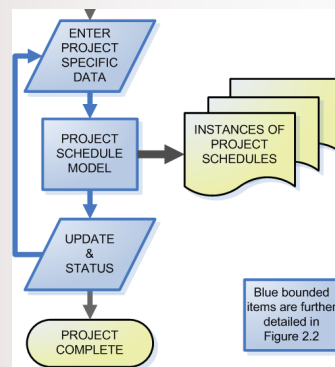 ENTER
PROJECT
SPECIFIC
DATA
PROJECT
SCHEDULE
MODEL
INSTANCES OF
PROJECT
SCHEDULES
UPDATE
&
STATUS
PROJECT
COMPLETE
Blue bounded
items are further
detailed in
Figure 2.2